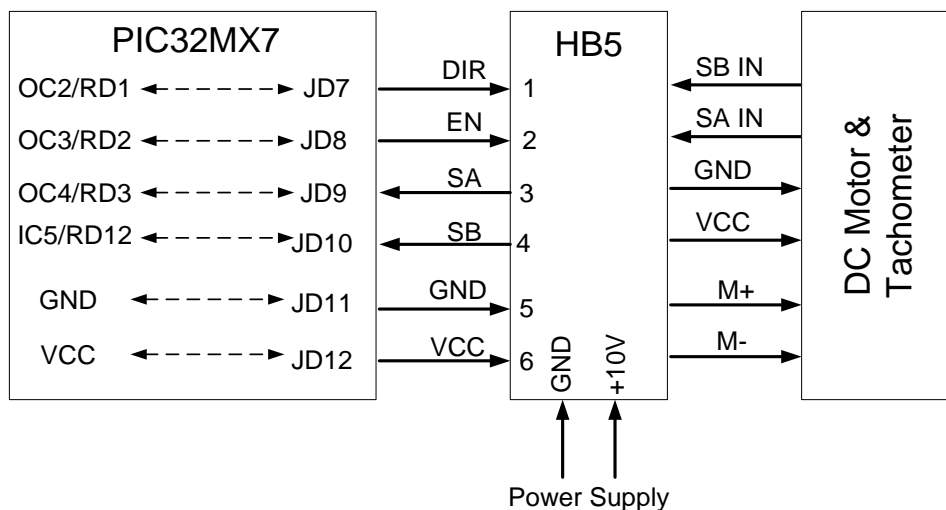 PIC32MX7
OC2/RD1 JD7
OC3/RD2 JD8
OC4/RD3 JD9
IC5/RD12 JD10
GND JD11
VCC JD12
DIR
EN
SA
SB
GND
VCC
HB5
1
2
3
4
5
6
GND
+10V
SB IN
SA IN
GND
VCC
M+
M-
DC Motor &
Tachometer
Power Supply